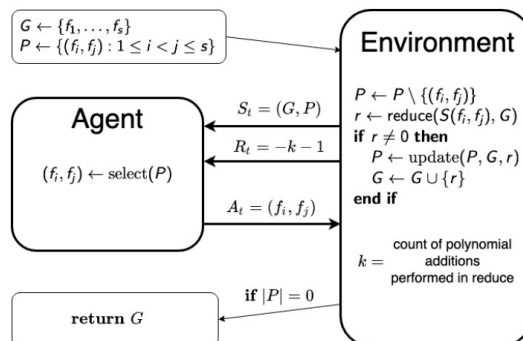 G ← {f₁, . . . , fₛ}
P ← {(fᵢ, fⱼ) : 1 ≤ i < j ≤ s}
Environment
P ← P \ {(fᵢ, fⱼ)}
r ← reduce(S(fᵢ, fⱼ), G)
if r ≠ 0 then
P ← update(P, G, r)
G ← G ∪ {r}
end if
k = count of polynomial
additions
performed in reduce
Agent
(fᵢ, fⱼ) ← select(P)
Sₜ = (G, P)
Rₜ = −k − 1
Aₜ = (fᵢ, fⱼ)
if |P| = 0
return G